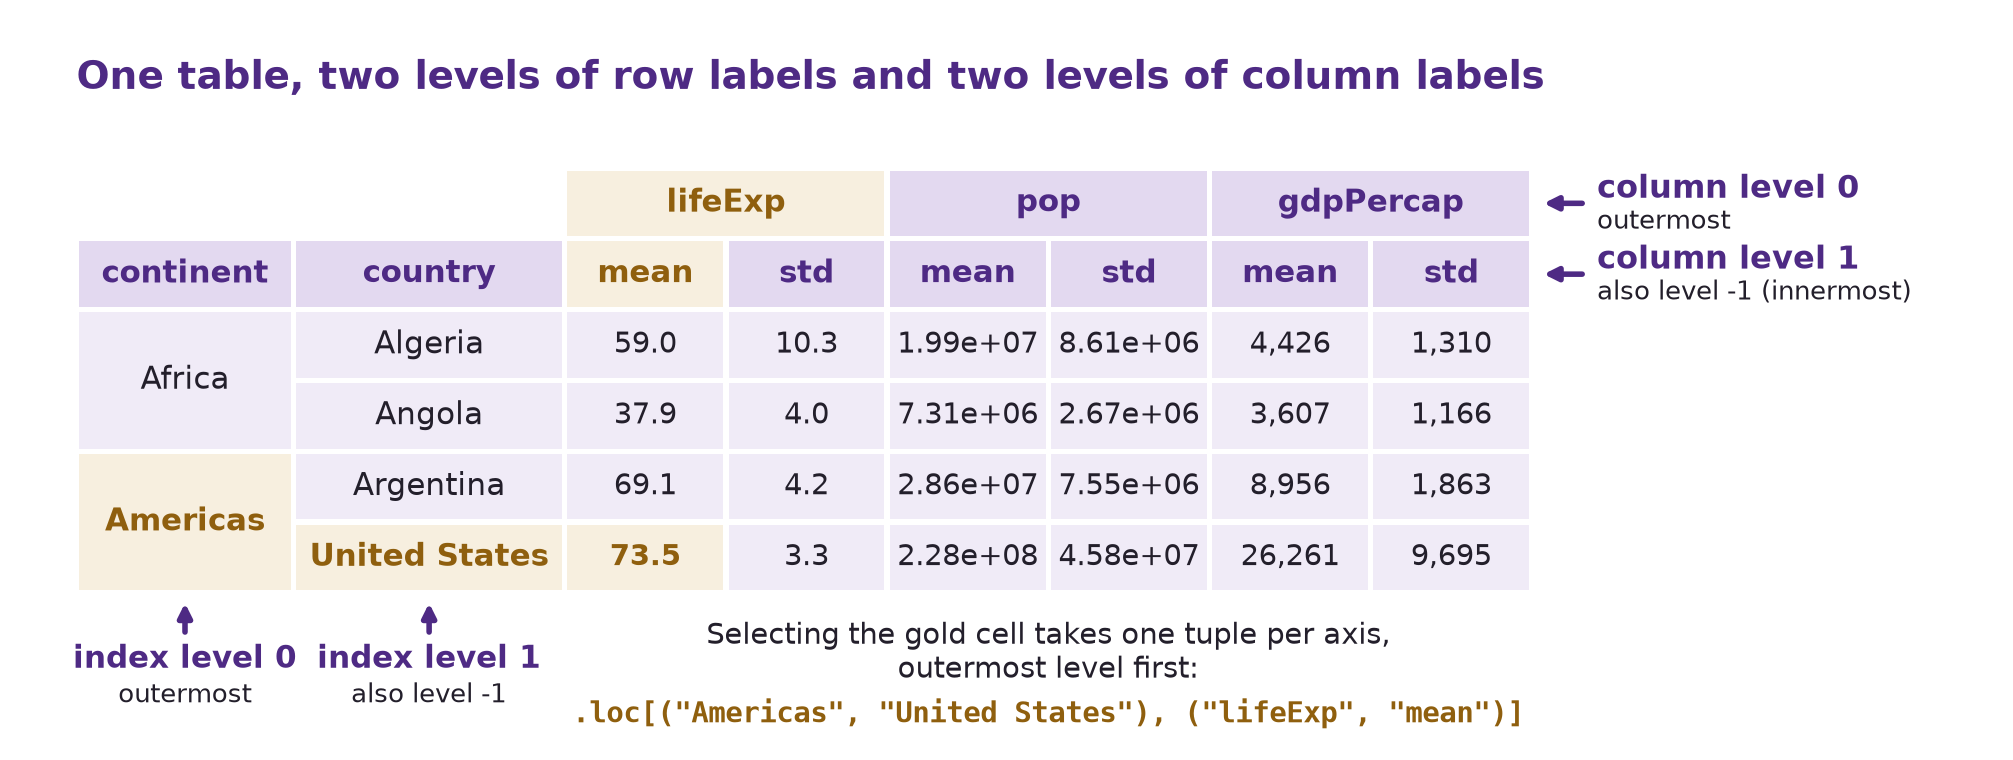 One table, two levels of row labels and two levels of column labels
lifeExp pop gdpPercap
column level 0
outermost
continent country mean std mean std mean std
column level 1
also level -1 (innermost)
Africa
Algeria 59.0 10.3 1.99e+07 8.61e+06 4,426 1,310
Angola 37.9 4.0 7.31e+06 2.67e+06 3,607 1,166
Americas
Argentina 69.1 4.2 2.86e+07 7.55e+06 8,956 1,863
United States 73.5 3.3 2.28e+08 4.58e+07 26,261 9,695
index level 0
outermost
index level 1
also level -1
Selecting the gold cell takes one tuple per axis,
outermost level first:
.loc[("Americas", "United States"), ("lifeExp", "mean")]